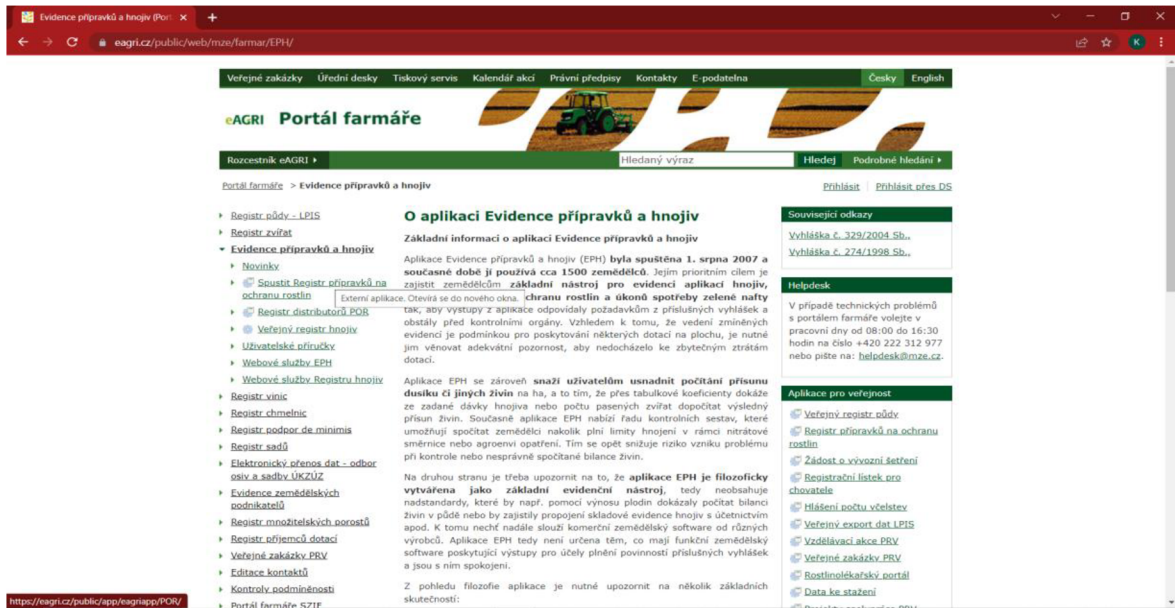 Evidence přípravků a hnojiv (Port
eagri.cz/public/web/mze/farmar/EPH/
K
Veřejné zakázky Úřední desky Tiskový servis Kalendář akcí Právní předpisy Kontakty E-podatelna Česky English
eAGRI Portál farmáře
Rozcestník eAGRI Hledaný výraz Hledej Podrobné hledání
Portál farmáře > Evidence přípravků a hnojiv Přihlásit Přihlásit přes DS
Registr půdy - LPIS
Registr zvířat
Evidence přípravků a hnojiv
Novinky
Spustit Registr přípravků na
ochranu rostlin
Registr distributorů POR
Veřejný registr hnojiv
Uživatelské příručky
Webové služby EPH
Webové služby Registru hnojiv
Registr vinic
Registr chmelnic
Registr podpor de minimis
Registr sadů
Elektronický přenos dat - odbor
osiv a sadby ÚKZÚZ
Evidence zemědělských
podnikatelů
Registr množitelských porostů
Registr příjemců dotací
Veřejné zakázky PRV
Editace kontaktů
Kontroly podmíněnosti
Portál farmáře SZIF
O aplikaci Evidence přípravků a hnojiv
Základní informaci o aplikaci Evidence přípravků a hnojiv
Aplikace Evidence přípravků a hnojiv (EPH) byla spuštěna 1. srpna 2007 a
současné době jí používá cca 1500 zemědělců. Jejím prioritním cílem je
zajistit zemědělcům základní nástroj pro evidenci aplikací hnojiv,
Externí aplikace. Otevírá se do nového okna. chranu rostlin a úkonů spotřeby zelené nafty
tak, aby výstupy z aplikace odpovídaly požadavkům z příslušných vyhlášek a
obstály před kontrolními orgány. Vzhledem k tomu, že vedení zmíněných
evidencí je podmínkou pro poskytování některých dotací na plochu, je nutné
jim věnovat adekvátní pozornost, aby nedocházelo ke zbytečným ztrátám
dotací.
Aplikace EPH se zároveň snaží uživatelům usnadnit počítání přísunu
dusíku či jiných živin na ha, a to tím, že přes tabulkové koeficienty dokáže
ze zadané dávky hnojiva nebo počtu pasených zvířat dopočítat výsledný
přísun živin. Současně aplikace EPH nabízí řadu kontrolních sestav, které
umožňují spočítat zemědělci nakolik plní limity hnojení v rámci nitrátové
směrnice nebo agroenvi opatření. Tím se opět snižuje riziko vzniku problému
při kontrole nebo nesprávně spočítané bilance živin.
Na druhou stranu je třeba upozornit na to, že aplikace EPH je filozoficky
vytvářena jako základní evidenční nástroj, tedy neobsahuje
nadstandardy, které by např. pomocí výnosu plodin dokázaly počítat bilanci
živin v půdě nebo by zajistily propojení skladové evidence hnojiv s účetnictvím
apod. K tomu nechť nadále slouží komerční zemědělský software od různých
výrobců. Aplikace EPH tedy není určena těm, co mají funkční zemědělský
software poskytující výstupy pro účely plnění povinností příslušných vyhlášek
a jsou s ním spokojeni.
Z pohledu filozofie aplikace je nutné upozornit na několik základních
skutečností:
Související odkazy
Vyhláška č. 329/2004 Sb.,
Vyhláška č. 274/1998 Sb.,
Helpdesk
V případě technických problémů
s portálem farmáře volejte v
pracovní dny od 08:00 do 16:30
hodin na číslo +420 222 312 977
nebo pište na: helpdesk@mze.cz.
Aplikace pro veřejnost
Veřejný registr půdy
Registr přípravků na ochranu
rostlin
Žádost o vývozní šetření
Registrační lístek pro
chovatele
Hlášení počtu včelstev
Veřejný export dat LPIS
Vzdělávací akce PRV
Veřejné zakázky PRV
Rostlinolékařský portál
Data ke stažení
https://eagri.cz/public/app/eagriapp/POR/